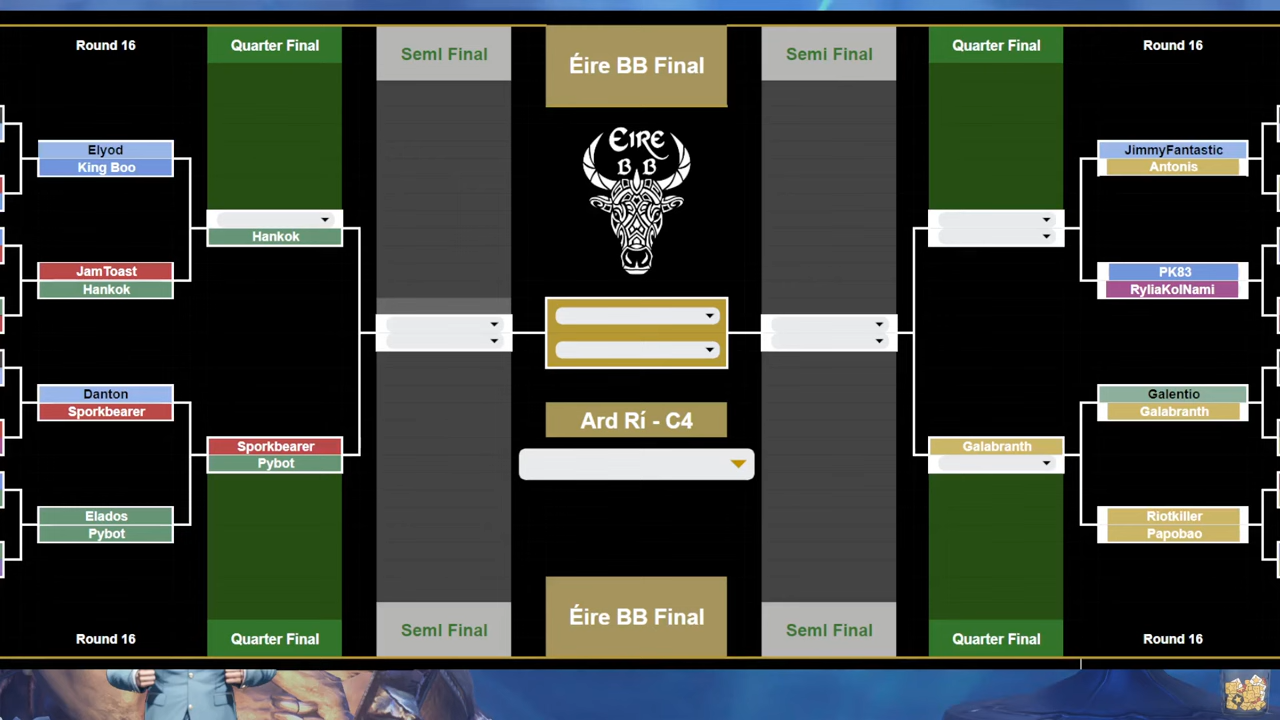 Round 16
Quarter Final
SemI Final
Éire BB Final
Semi Final
Quarter Final
Round 16
EIRE
BB
Elyod
King Boo
JamToast
Hankok
Danton
Sporkbearer
Elados
Pybot
Hankok
Sporkbearer
Pybot
Ard Rí - C4
Galabranth
JimmyFantastic
Antonis
PK83
RyliaKolNami
Galentio
Galabranth
Riotkiller
Papobao
Round 16
Quarter Final
SemI Final
Éire BB Final
Semi Final
Quarter Final
Round 16